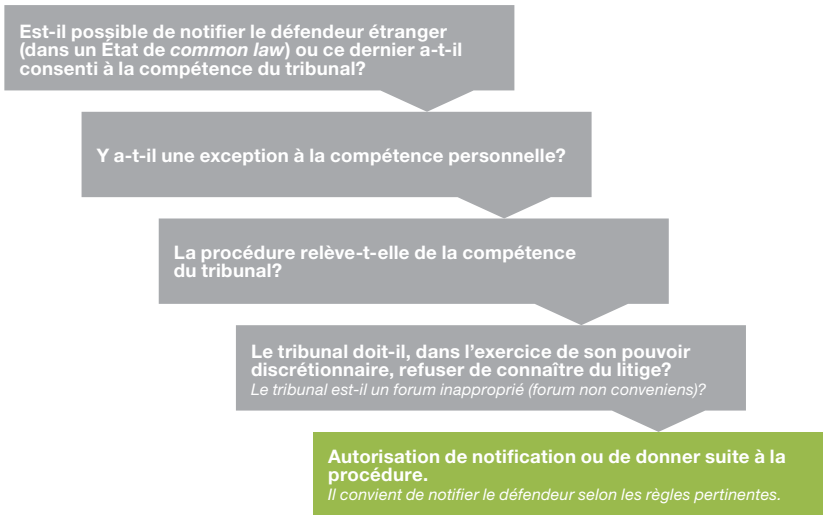 Est-il possible de notifier le défendeur étranger
(dans un État de common law) ou ce dernier a-t-il
consenti à la compétence du tribunal?
Y a-t-il une exception à la compétence personnelle?
La procédure relève-t-elle de la compétence
du tribunal?
Le tribunal doit-il, dans l’exercice de son pouvoir
discrétionnaire, refuser de connaître du litige?
Le tribunal est-il un forum inapproprié (forum non conveniens)?
Autorisation de notification ou de donner suite à la
procédure.
Il convient de notifier le défendeur selon les règles pertinentes.